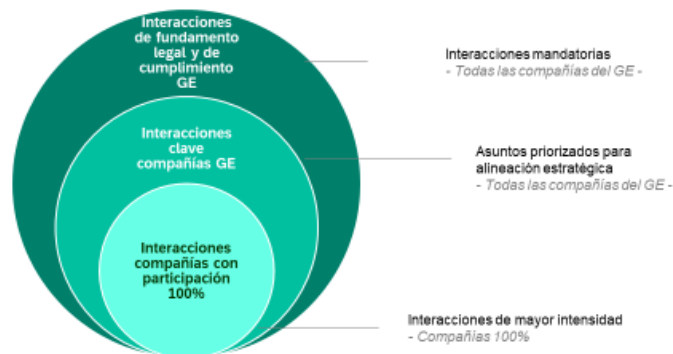 Interacciones
de fundamento
legal y de
cumplimiento
GE
Interacciones mandatorias
- Todas las compañías del GE -
Interacciones
clave
compañías GE
Asuntos priorizados para
alineación estratégica
- Todas las compañías del GE -
Interacciones
compañías con
participación
100%
Interacciones de mayor intensidad
- Compañías 100%